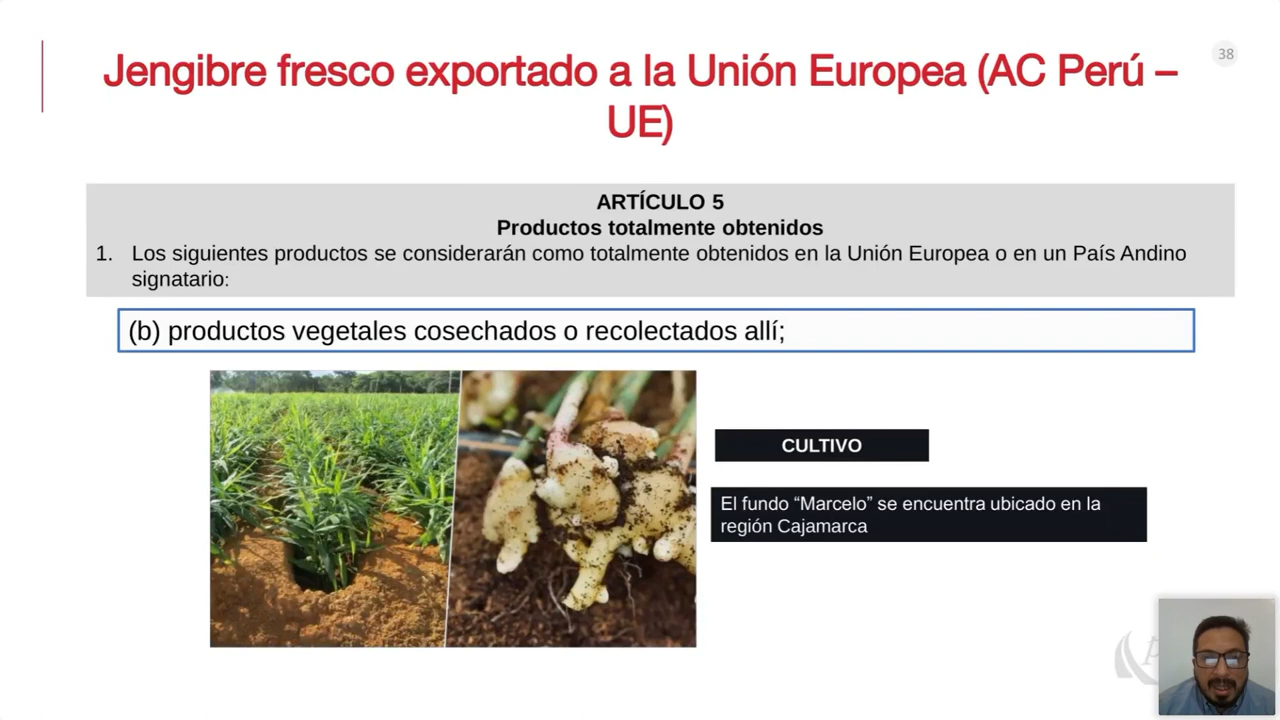 38
Jengibre fresco exportado a la Unión Europea (AC Perú –
UE)
ARTÍCULO 5
Productos totalmente obtenidos
1. Los siguientes productos se considerarán como totalmente obtenidos en la Unión Europea o en un País Andino
signatario:
(b) productos vegetales cosechados o recolectados allí;
CULTIVO
El fundo “Marcelo” se encuentra ubicado en la
región Cajamarca